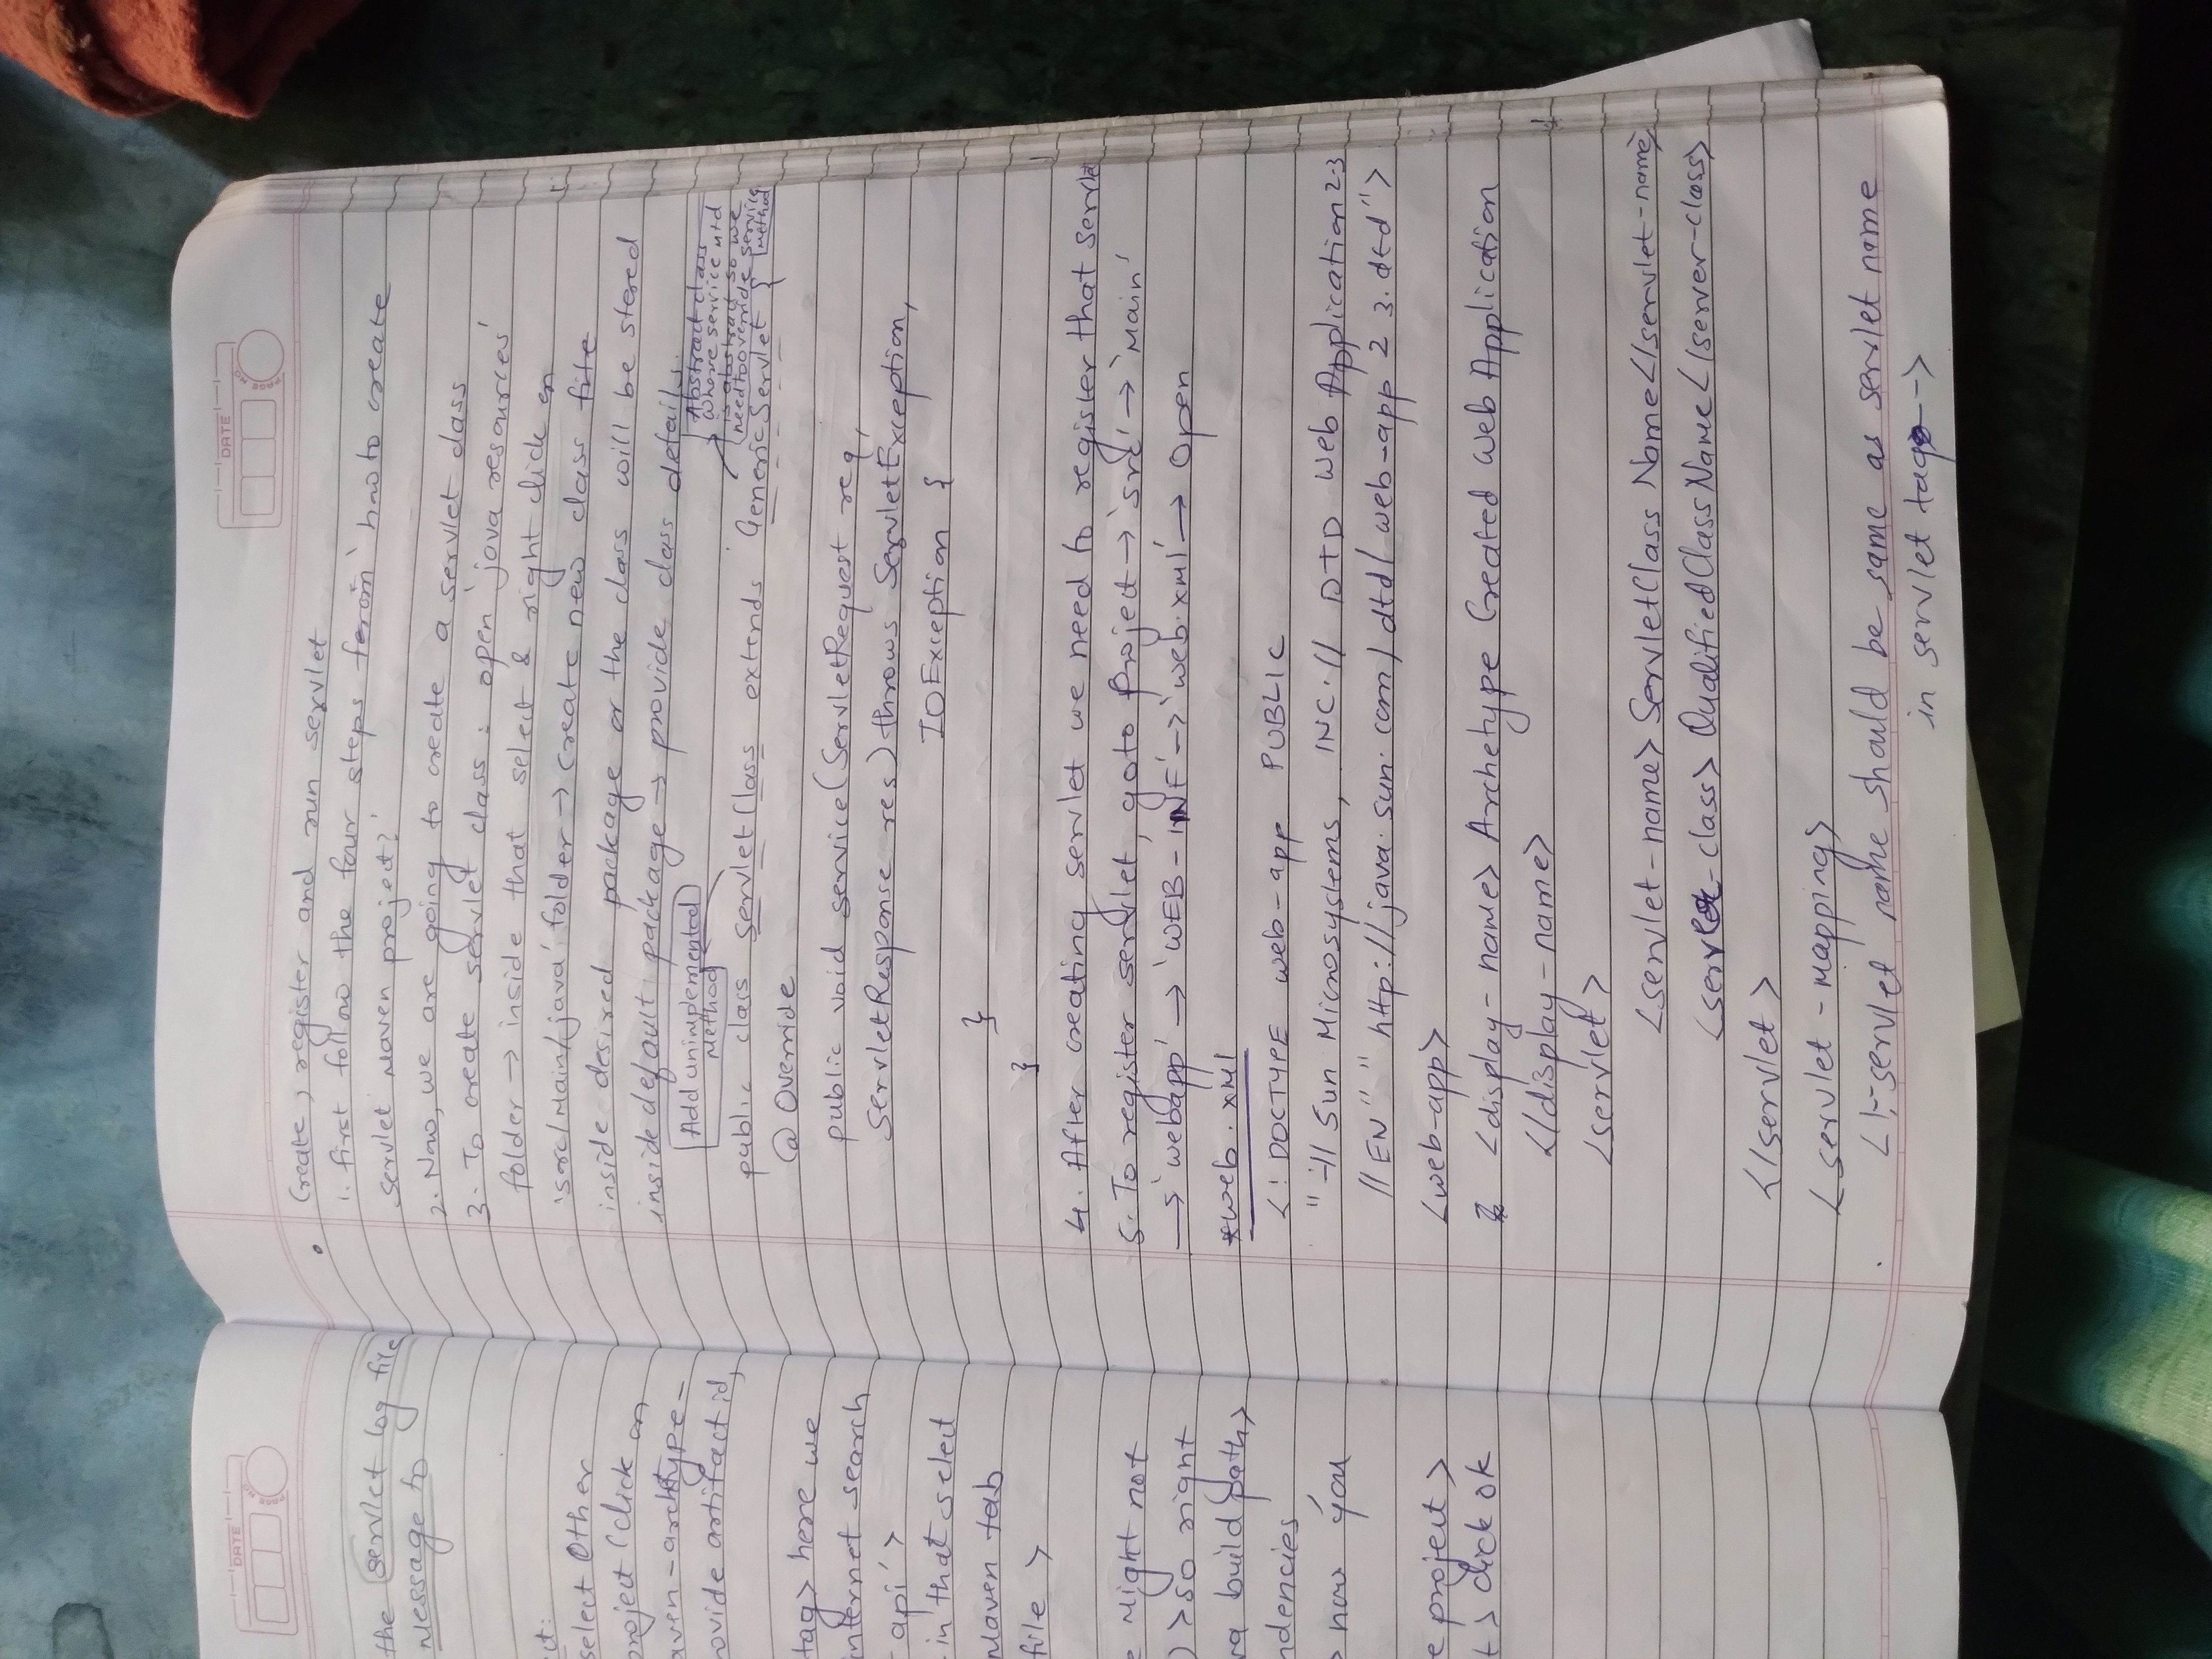 DATE
PAGE NO.
the servlet log file
message to
ct:
select Other
project (click on
aven-archtype-
ovide artifact id,
tag> here we
internet search
api'>
in that select
Maven tab
file >
e might not
) > so right
va build path>
ndencies
> now you
e project >
t > click ok
DATE
PAGE NO.
• Create, register and run servlet
1. first follow the four steps from 'how to create
servlet Maven project?'
2. Now, we are going to create a servlet class
3. To create servlet class: open 'java resources'
folder → inside that select & right click on
'src/main/java' folder → create new class file
inside desired package or the class will be stored
inside default package → provide class details.
Add unimplemented
Method
Abstract class
where service mtd
is abstract so we
need to override service
method
public class servletClass extends GenericServlet {
@Override
public void service(ServletRequest req,
ServletResponse res) throws ServletException,
IOException {
}
}
4. After creating servlet we need to register that servlet
5. To register servlet, goto Project → 'src' → 'main'
→ 'webapp' → 'WEB-INF' → 'web.xml' → Open
*web.xml
<!DOCTYPE web-app PUBLIC
"-// Sun Microsystems, INC.// DTD Web Application 2.3
//EN" "http://java.sun.com/dtd/web-app 2 3.dtd">
<web-app>
<display-name> Archetype Created Web Application
</display-name>
<servlet>
<servlet-name> ServletClass Name</servlet-name>
<servlet-class> QualifiedClassName</server-class>
</servlet>
<servlet-mapping>
<!-servlet name should be same as servlet name
in servlet tag-->